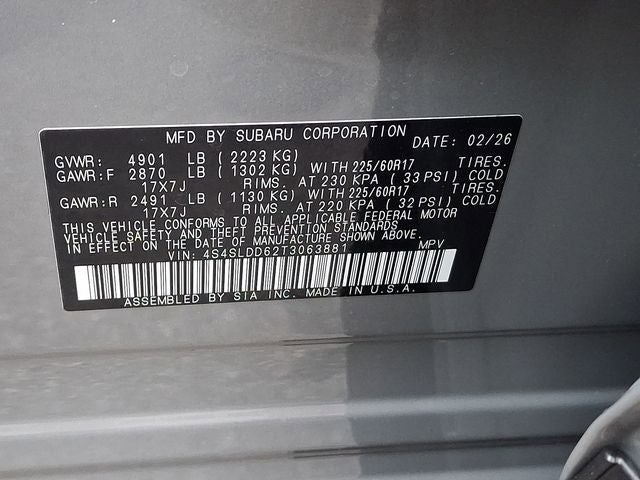 MFD BY SUBARU CORPORATION DATE: 02/26
GVWR: 4901 LB ( 2223 KG)
GAWR:F 2870 LB ( 1302 KG) WITH 225/60R17 TIRES.
17X7J RIMS. AT 230 KPA ( 33 PSI) COLD
GAWR:R 2491 LB ( 1130 KG) WITH 225/60R17 TIRES.
17X7J RIMS. AT 220 KPA ( 32 PSI) COLD
THIS VEHICLE CONFORMS TO ALL APPLICABLE FEDERAL MOTOR
VEHICLE SAFETY AND THEFT PREVENTION STANDARDS
IN EFFECT ON THE DATE OF MANUFACTURE SHOWN ABOVE.
VIN: 4S4SLDD62T3063881 MPV
ASSEMBLED BY SIA INC. MADE IN U.S.A.